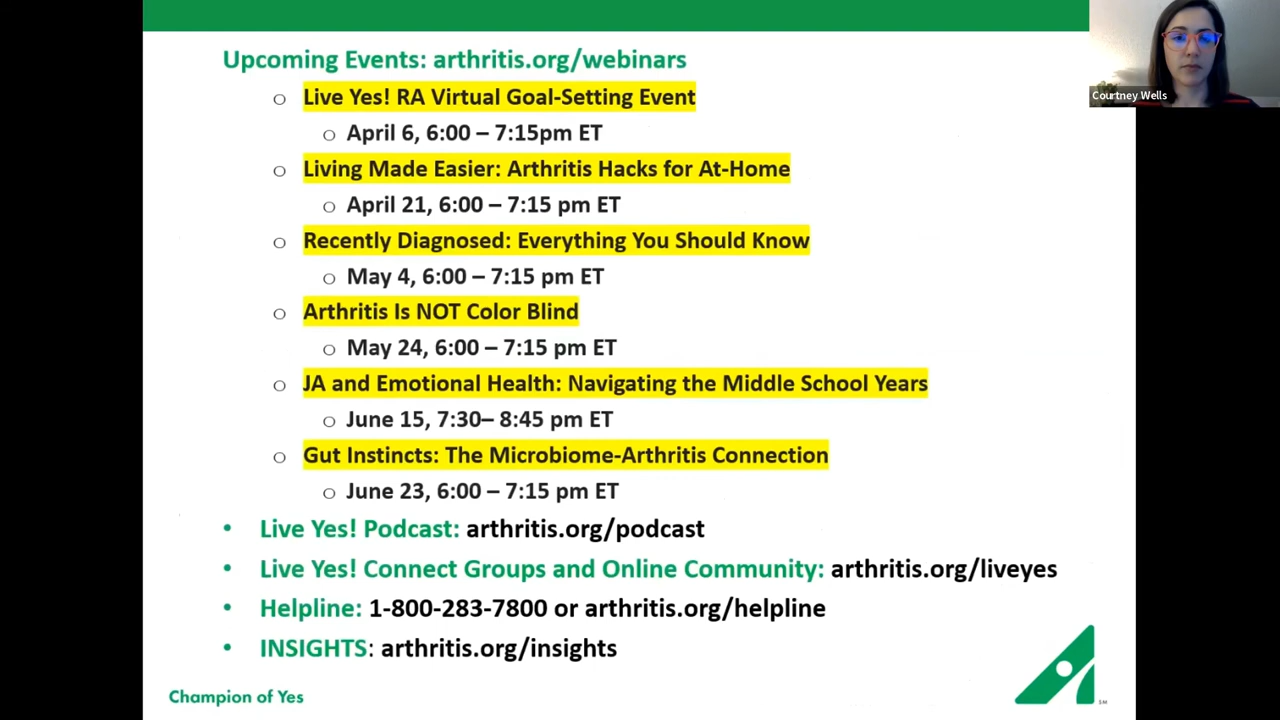 Upcoming Events: arthritis.org/webinars
Live Yes! RA Virtual Goal-Setting Event
April 6, 6:00 – 7:15pm ET
Living Made Easier: Arthritis Hacks for At-Home
April 21, 6:00 – 7:15 pm ET
Recently Diagnosed: Everything You Should Know
May 4, 6:00 – 7:15 pm ET
Arthritis Is NOT Color Blind
May 24, 6:00 – 7:15 pm ET
JA and Emotional Health: Navigating the Middle School Years
June 15, 7:30– 8:45 pm ET
Gut Instincts: The Microbiome-Arthritis Connection
June 23, 6:00 – 7:15 pm ET
Live Yes! Podcast: arthritis.org/podcast
Live Yes! Connect Groups and Online Community: arthritis.org/liveyes
Helpline: 1-800-283-7800 or arthritis.org/helpline
INSIGHTS: arthritis.org/insights
Champion of Yes
SM
Courtney Wells